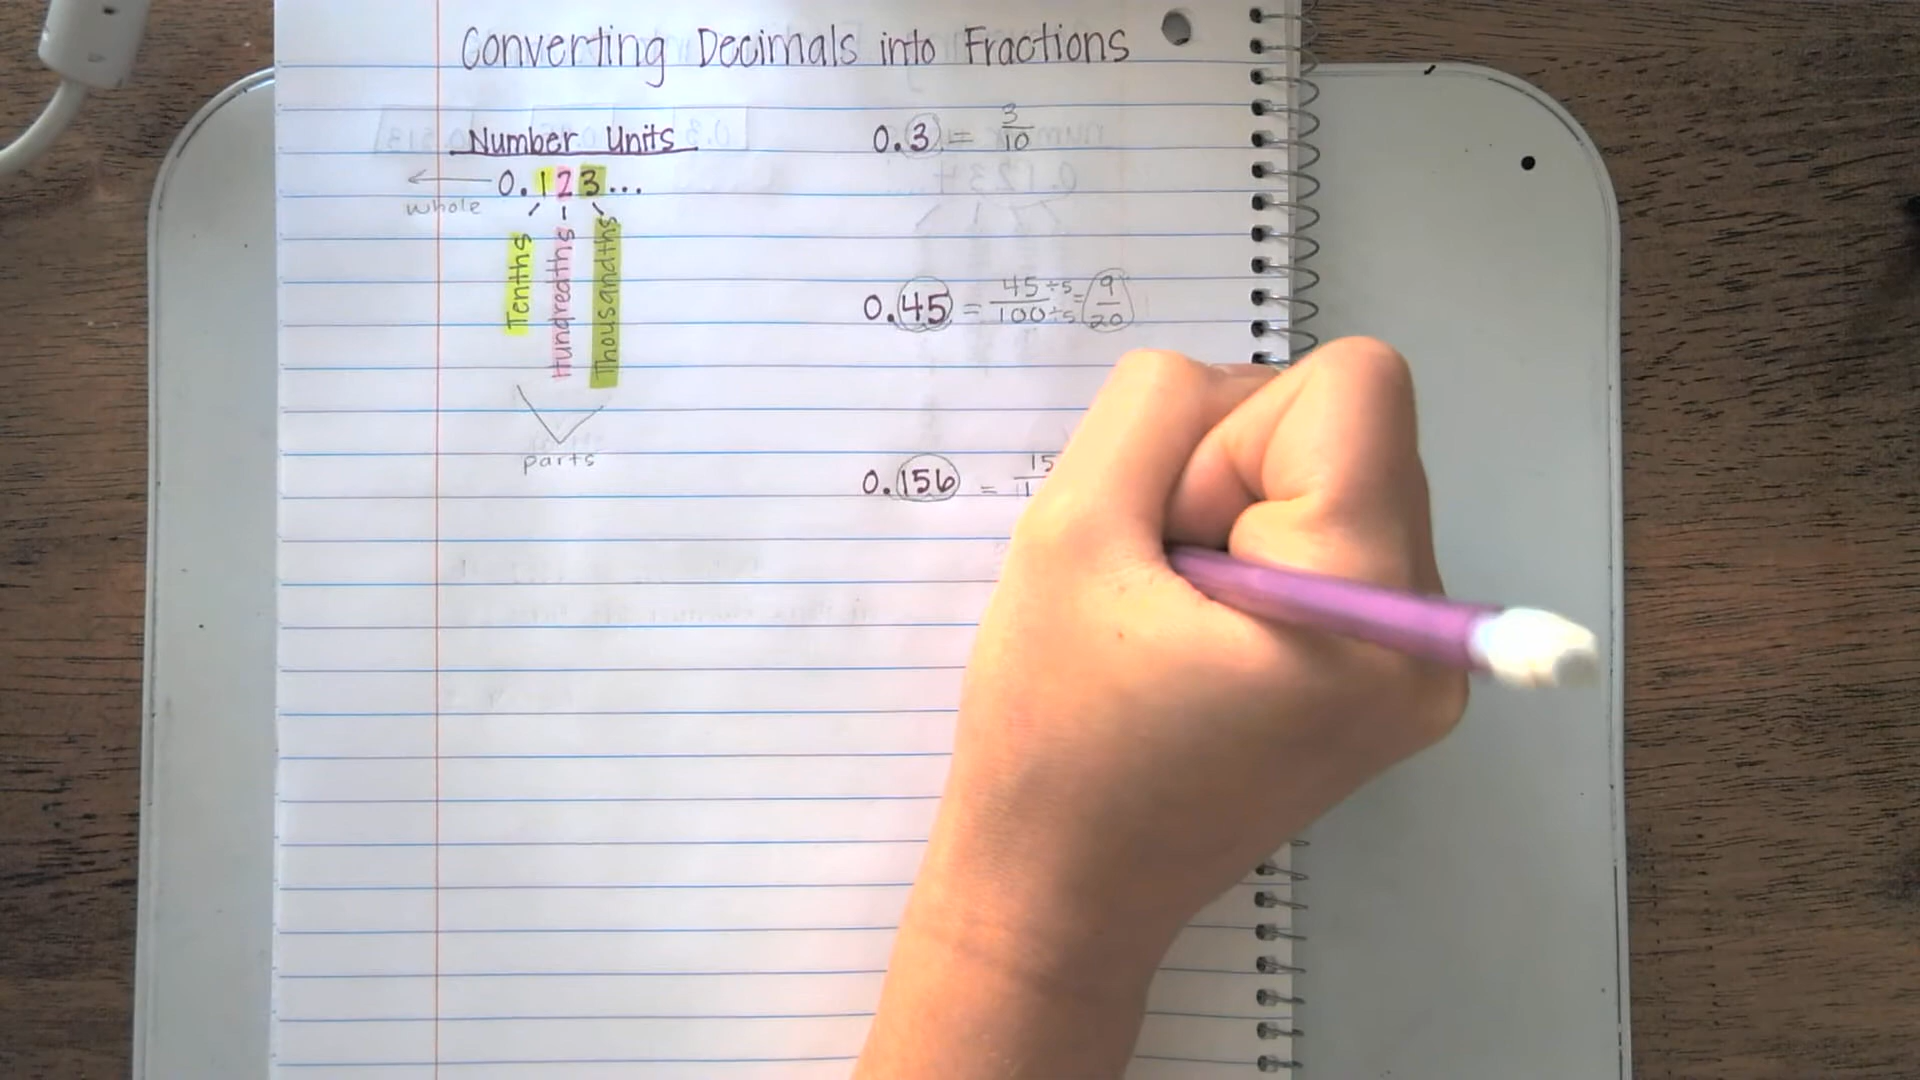 Converting Decimals into Fractions
Number Units
0.123...
whole
Tenths
Hundredths
Thousandths
parts
0.3 = 3/10
0.45 = 45÷5/100÷5 = 9/20
0.156 =